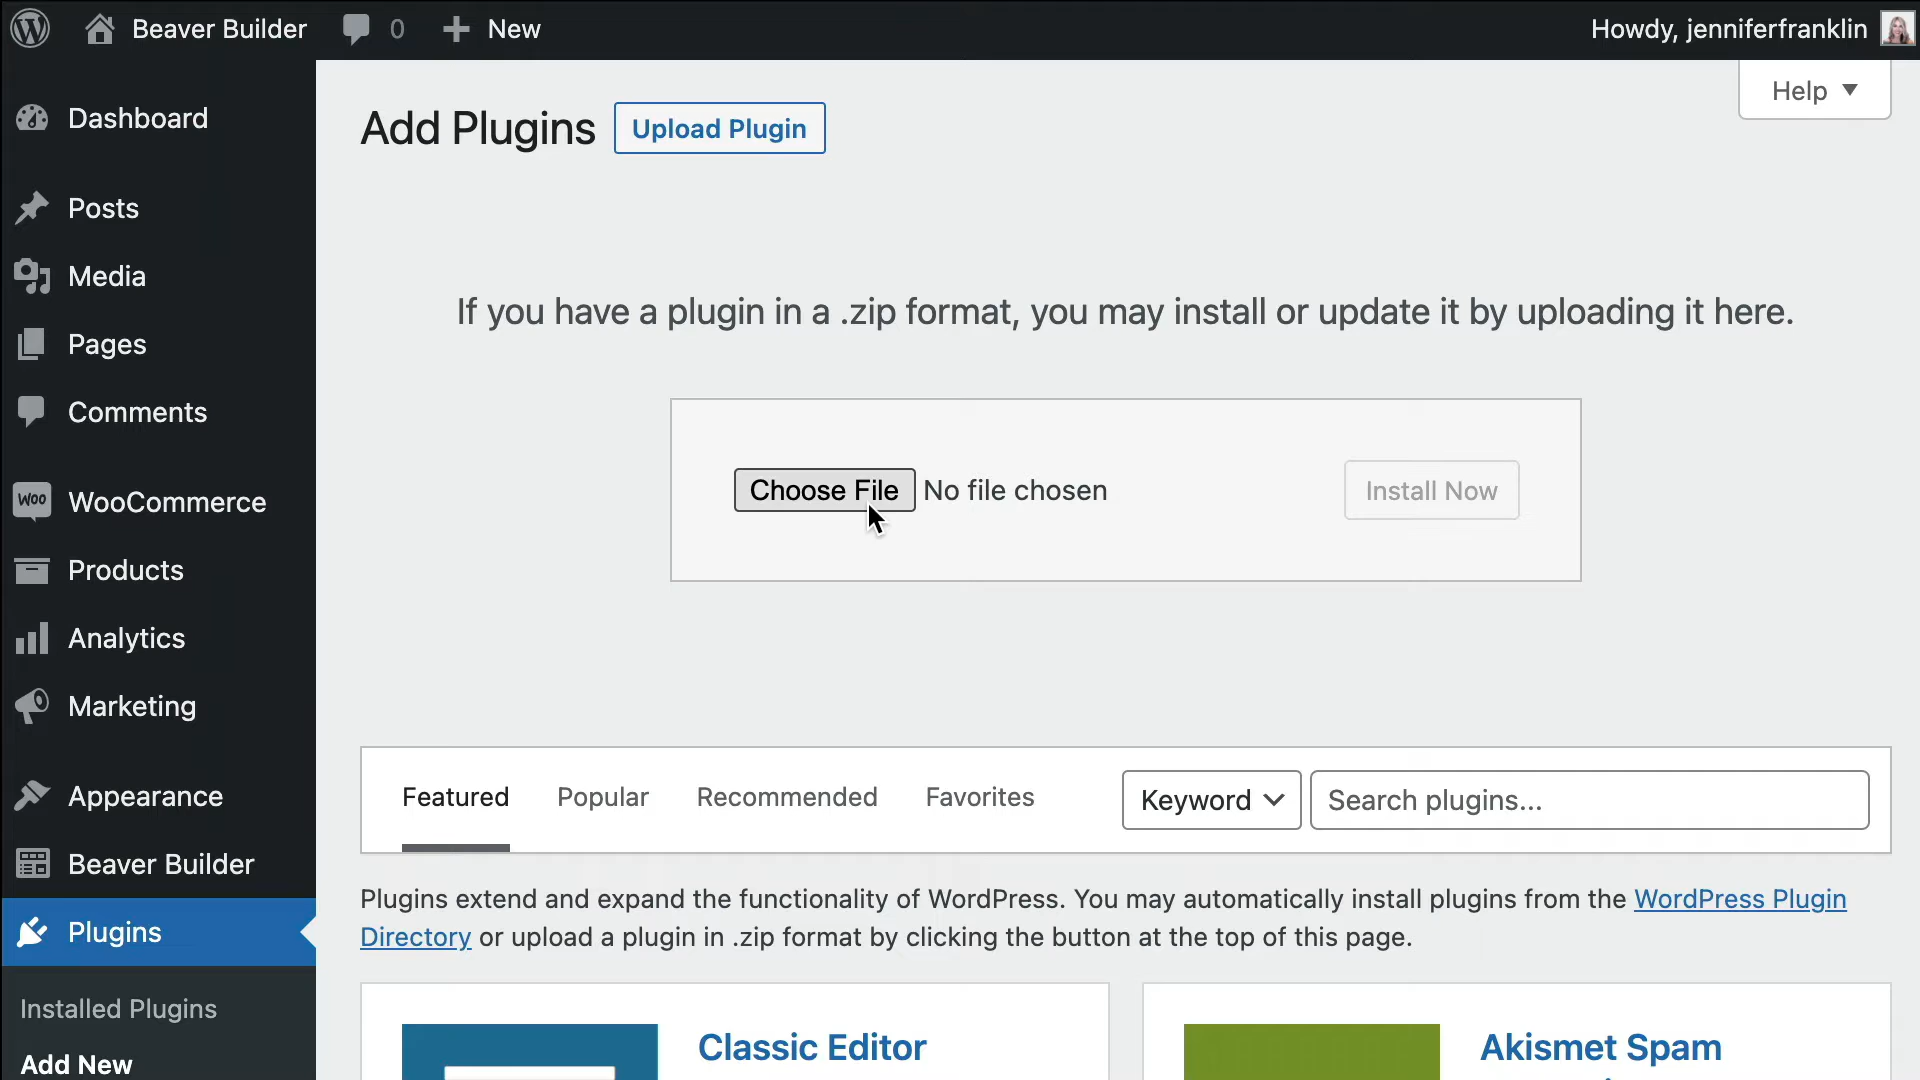 Beaver Builder
0
New
Howdy, jenniferfranklin
Dashboard
Posts
Media
Pages
Comments
Woo WooCommerce
Products
Analytics
Marketing
Appearance
Beaver Builder
Plugins
Installed Plugins
Add New
Help
Add Plugins
Upload Plugin
If you have a plugin in a .zip format, you may install or update it by uploading it here.
Choose File No file chosen
Install Now
Featured
Popular
Recommended
Favorites
Keyword
Search plugins...
Plugins extend and expand the functionality of WordPress. You may automatically install plugins from the WordPress Plugin
Directory or upload a plugin in .zip format by clicking the button at the top of this page.
Classic Editor
Akismet Spam